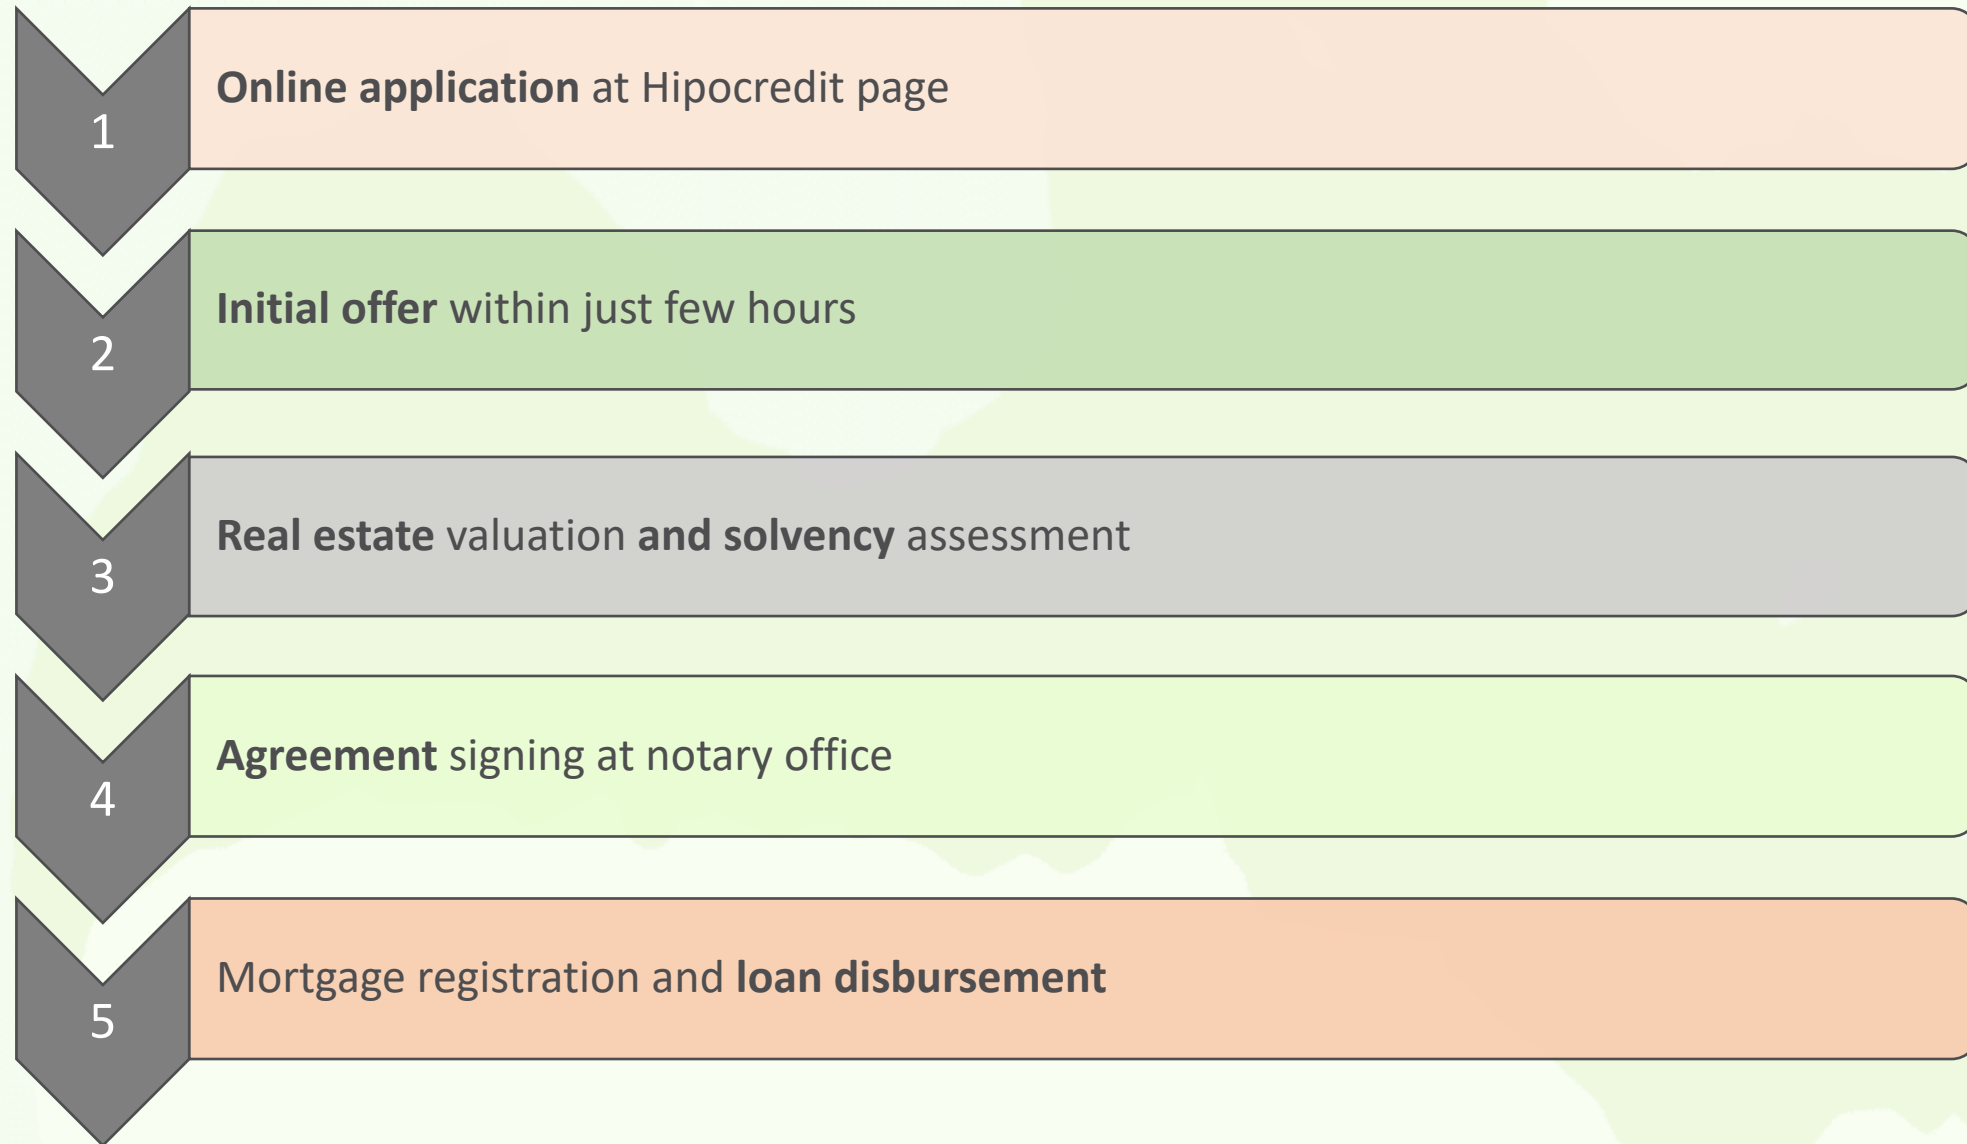 1
Online application at Hipocredit page
2
Initial offer within just few hours
3
Real estate valuation and solvency assessment
4
Agreement signing at notary office
5
Mortgage registration and loan disbursement